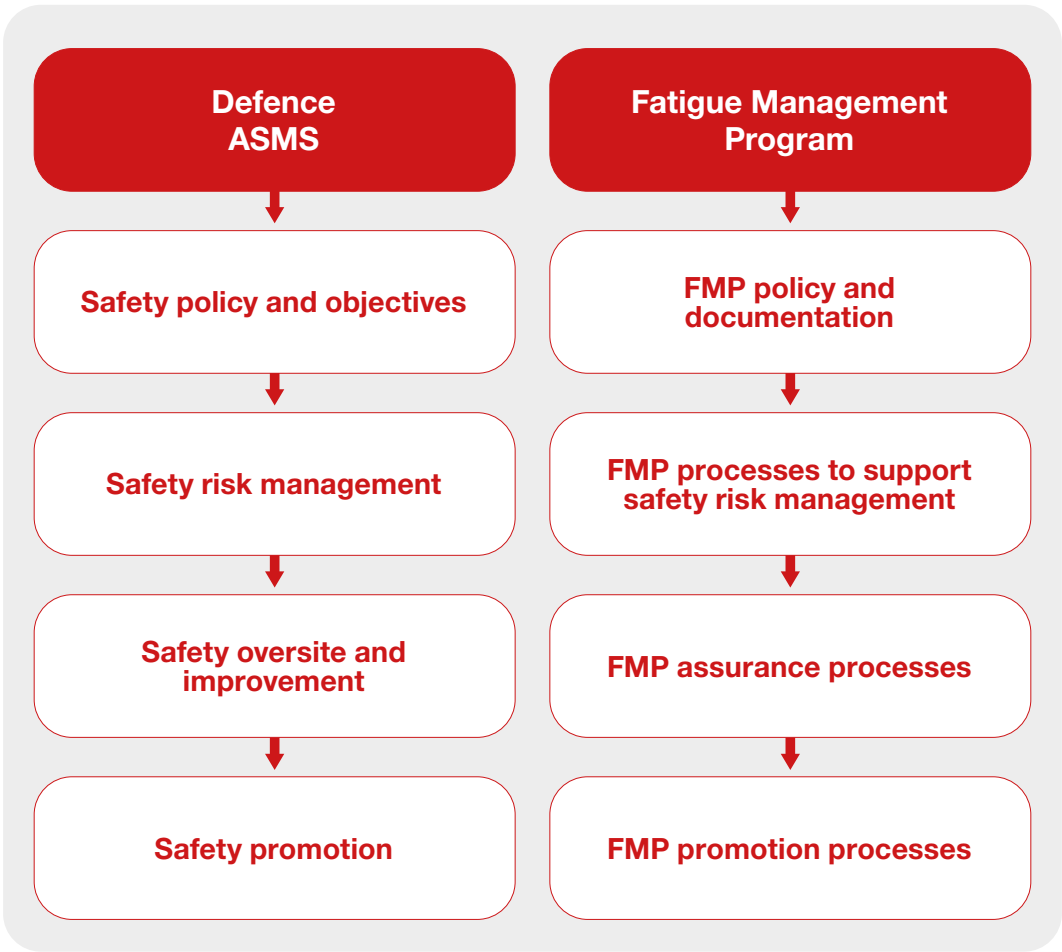 Defence
ASMS
Fatigue Management
Program
Safety policy and objectives
FMP policy and
documentation
Safety risk management
FMP processes to support
safety risk management
Safety oversite and
improvement
FMP assurance processes
Safety promotion
FMP promotion processes